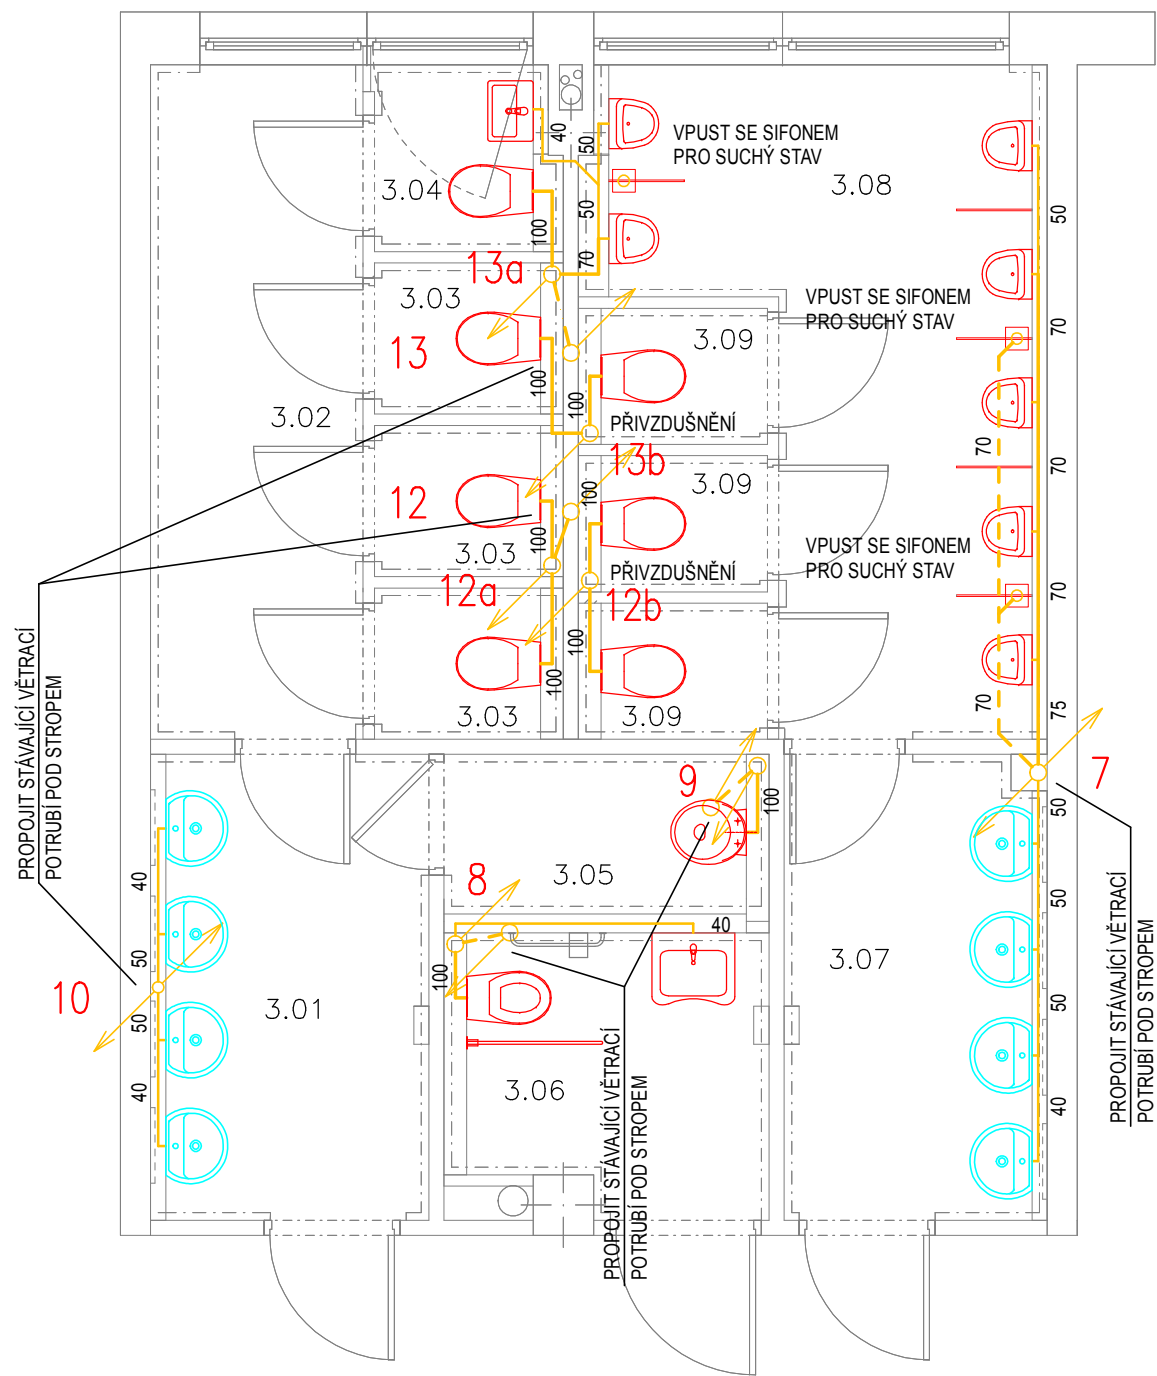 VPUST SE SIFONEM
PRO SUCHÝ STAV
40
50
3.04
3.08
50
50
100
70
13a
3.03
VPUST SE SIFONEM
PRO SUCHÝ STAV
70
13
3.09
100
100
3.02
PŘIVZDUŠNĚNÍ
13b
70
70
12
100
3.09
100
3.03
VPUST SE SIFONEM
PRO SUCHÝ STAV
PŘIVZDUŠNĚNÍ
12a
12b
70
100
100
3.03
3.09
70
75
PROPOJIT STÁVAJÍCÍ VĚTRACÍ
POTRUBÍ POD STROPEM
9
7
100
50
8
3.05
40
50
40
50
3.07
100
10
50
3.01
50
PROPOJIT STÁVAJÍCÍ VĚTRACÍ
POTRUBÍ POD STROPEM
40
3.06
40
PROPOJIT STÁVAJÍCÍ VĚTRACÍ
POTRUBÍ POD STROPEM